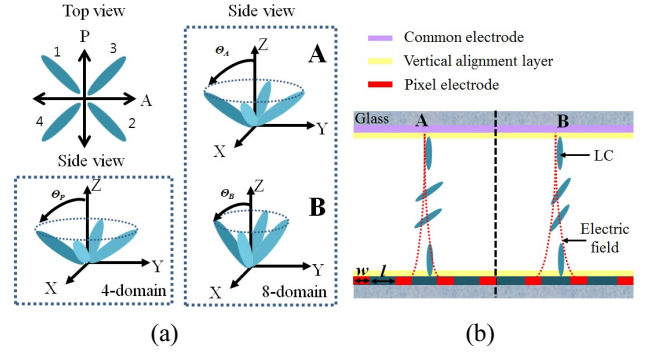 Top view
P
1
3
A
4
2
Side view
ΘP
Z
Y
X
4-domain
Side view
ΘA
Z
A
Y
X
ΘB
Z
B
Y
X
8-domain
(a)
Common electrode
Vertical alignment layer
Pixel electrode
Glass
A
B
LC
Electric
field
w
l
(b)